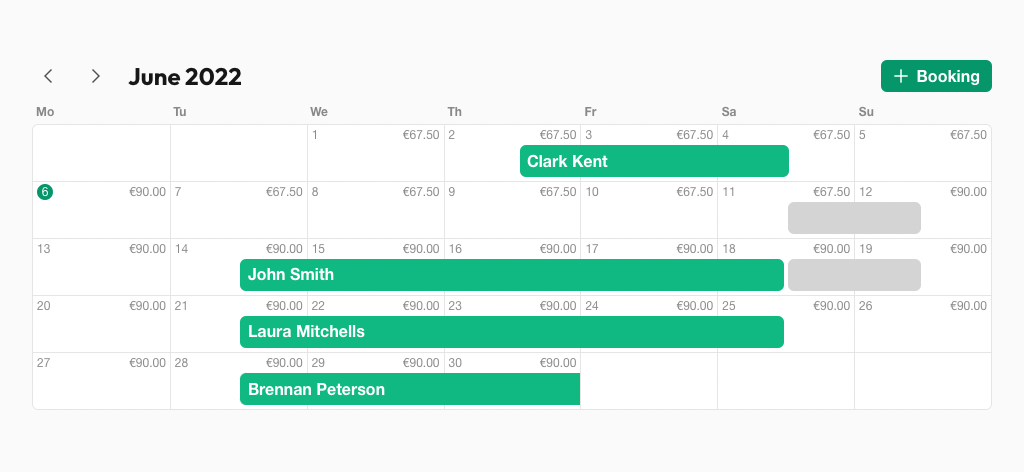 June 2022
Booking
Mo Tu We Th Fr Sa Su
1 €67.50 2 €67.50 3 €67.50 4 €67.50 5 €67.50
Clark Kent
6 €90.00 7 €67.50 8 €67.50 9 €67.50 10 €67.50 11 €67.50 12 €90.00
13 €90.00 14 €90.00 15 €90.00 16 €90.00 17 €90.00 18 €90.00 19 €90.00
John Smith
20 €90.00 21 €90.00 22 €90.00 23 €90.00 24 €90.00 25 €90.00 26 €90.00
Laura Mitchells
27 €90.00 28 €90.00 29 €90.00 30 €90.00
Brennan Peterson